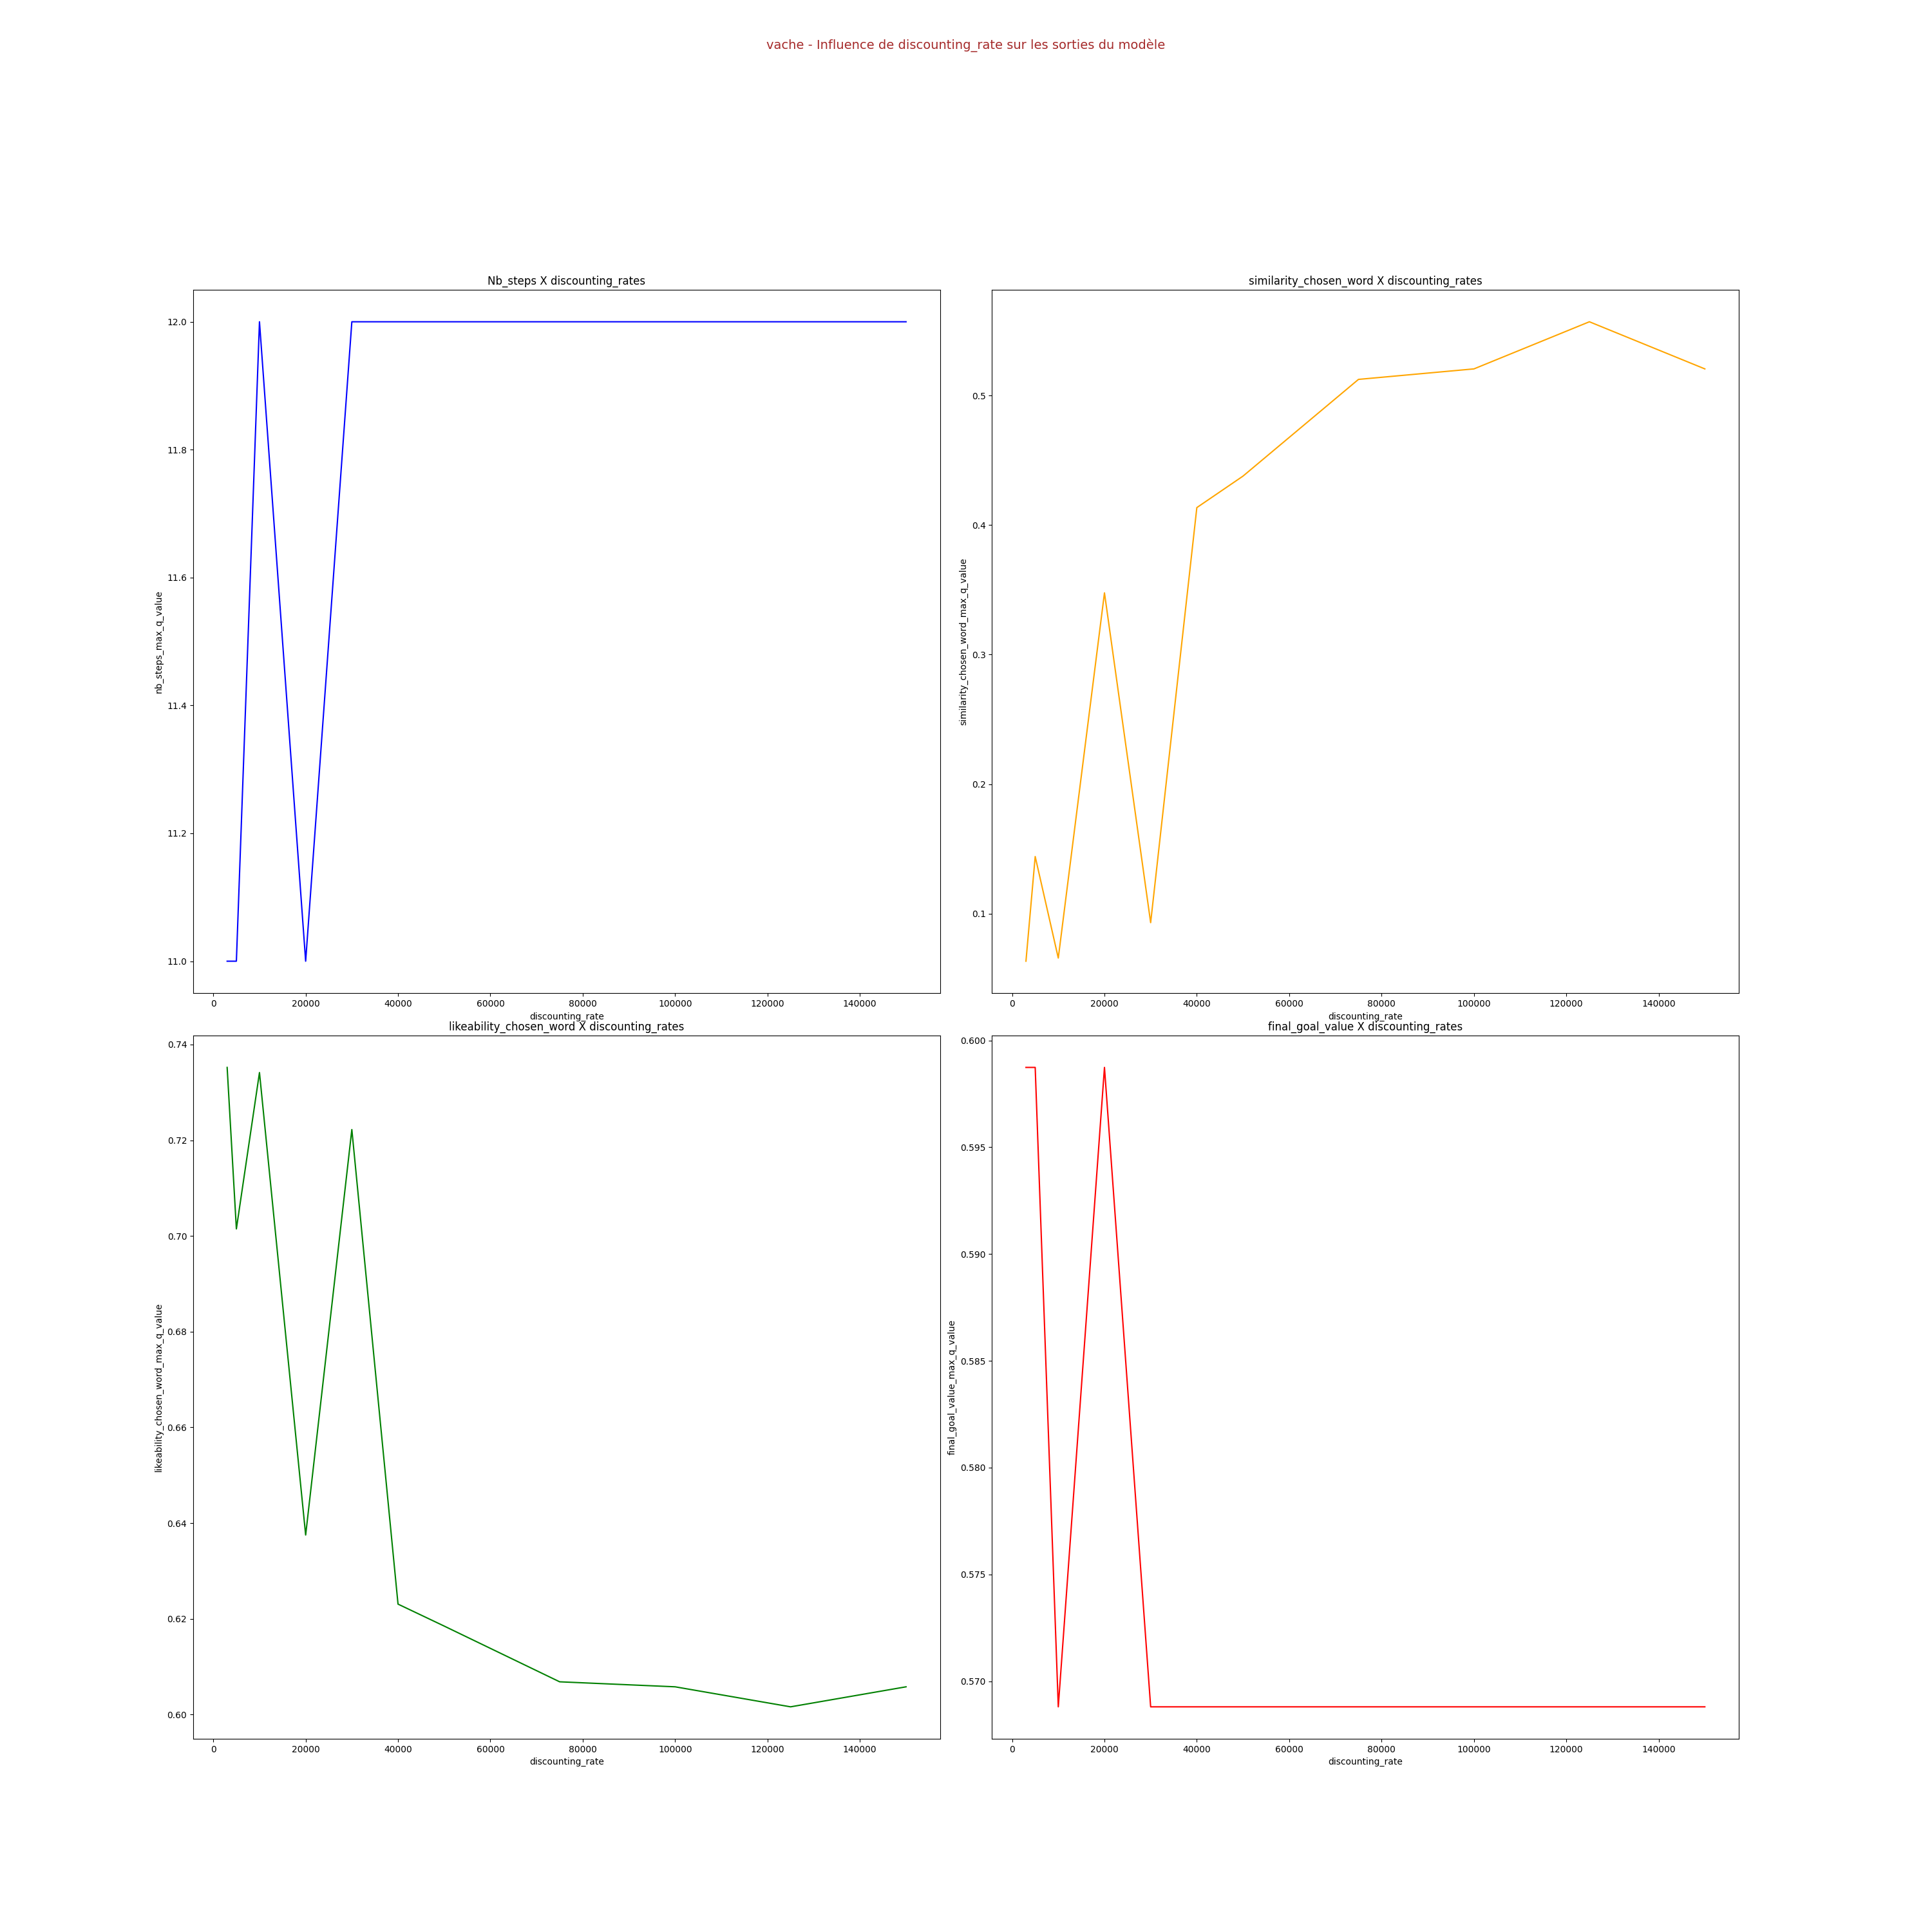 vache - Influence de discounting_rate sur les sorties du modèle
Nb_steps X discounting_rates
12.0
11.8
11.6
11.4
11.2
11.0
nb_steps_max_q_value
0 20000 40000 60000 80000 100000 120000 140000
discounting_rate
similarity_chosen_word X discounting_rates
0.5
0.4
0.3
0.2
0.1
similarity_chosen_word_max_q_value
0 20000 40000 60000 80000 100000 120000 140000
discounting_rate
likeability_chosen_word X discounting_rates
0.74
0.72
0.70
0.68
0.66
0.64
0.62
0.60
likeability_chosen_word_max_q_value
0 20000 40000 60000 80000 100000 120000 140000
discounting_rate
final_goal_value X discounting_rates
0.600
0.595
0.590
0.585
0.580
0.575
0.570
final_goal_value_max_q_value
0 20000 40000 60000 80000 100000 120000 140000
discounting_rate